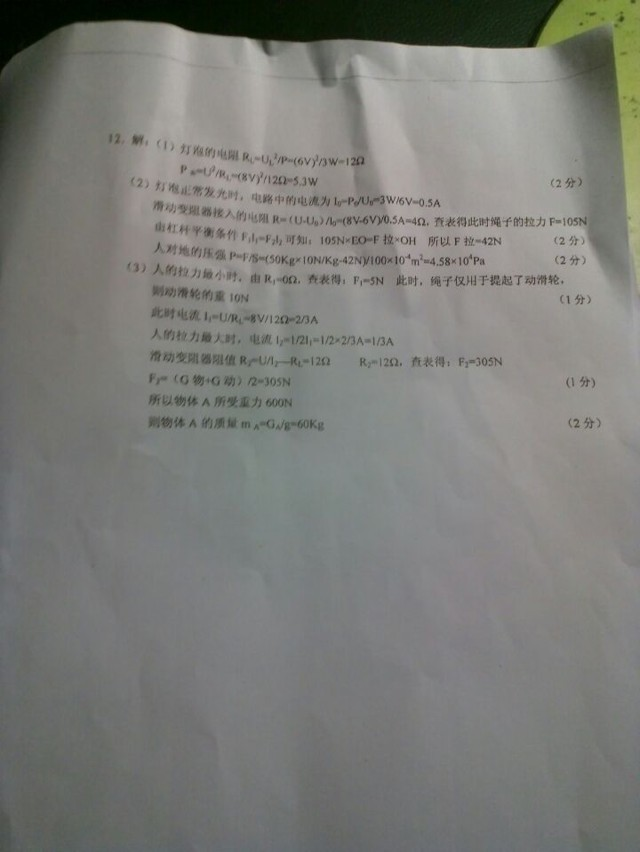 12. 解:(1)灯泡的电阻 R_L=U_L²/P=(6V)²/3W=12Ω
P =U²/R_L=(8V)²/12Ω=5.3W (2分)
(2)灯泡正常发光时,电路中的电流为 I₀=P₀/U₀=3W/6V=0.5A
滑动变阻器接入的电阻 R=(U-U₀)/I₀=(8V-6V)/0.5A=4Ω,查表得此时绳子的拉力 F=105N
由杠杆平衡条件 F₁l₁=F₂l₂ 可知:105N×EO=F 拉×OH 所以 F 拉=42N (2分)
人对地的压强 P=F/S=(50Kg×10N/Kg-42N)/100×10⁻⁴m²=4.58×10⁴Pa (2分)
(3)人的拉力最小时,由 R₁=0Ω,查表得:F₁=5N 此时,绳子仅用于提起了动滑轮,
则动滑轮的重 10N (1分)
此时电流 I₁=U/R_L=8V/12Ω=2/3A
人的拉力最大时,电流 I₂=1/2I₁=1/2×2/3A=1/3A
滑动变阻器阻值 R₂=U/I₂—R_L=12Ω R₂=12Ω,查表得:F₂=305N
F₂=(G 物+G 动)/2=305N (1分)
所以物体 A 所受重力 600N
则物体 A 的质量 m A=G_A/g=60Kg (2分)